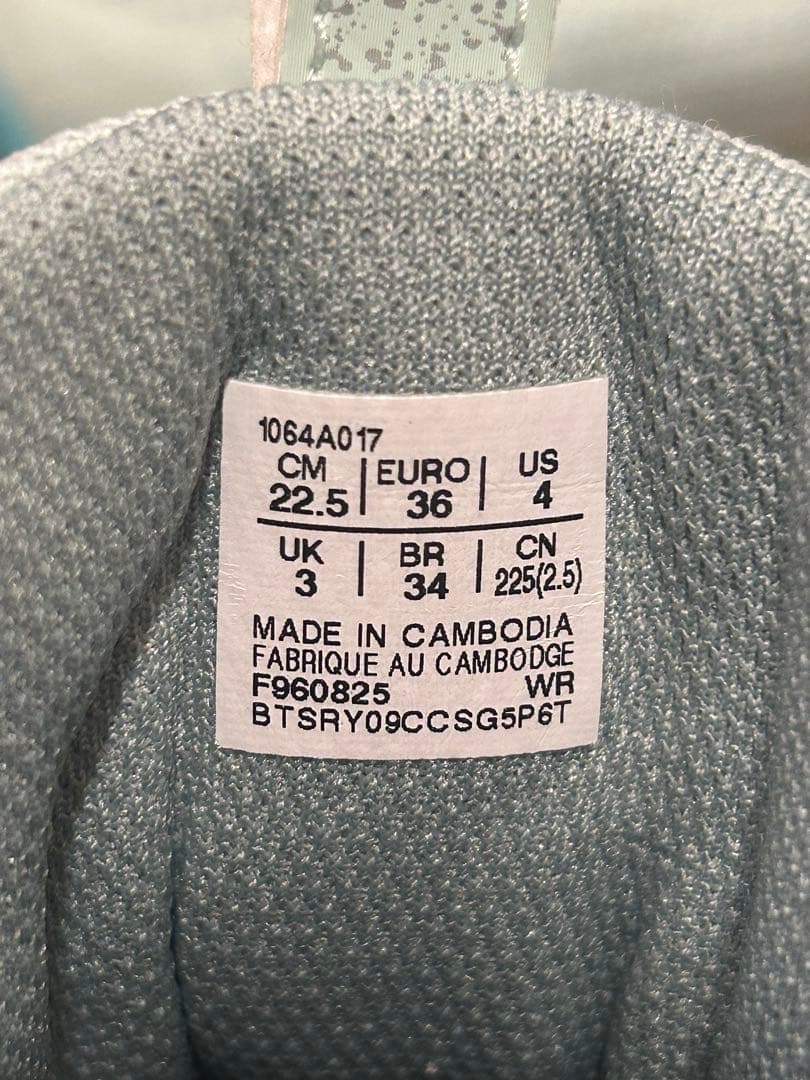 1064A017
CM | EURO | US
22.5 | 36 | 4
UK | BR | CN
3 | 34 | 225(2.5)
MADE IN CAMBODIA
FABRIQUE AU CAMBODGE
F960825 WR
BTSRY09CCSG5P6T